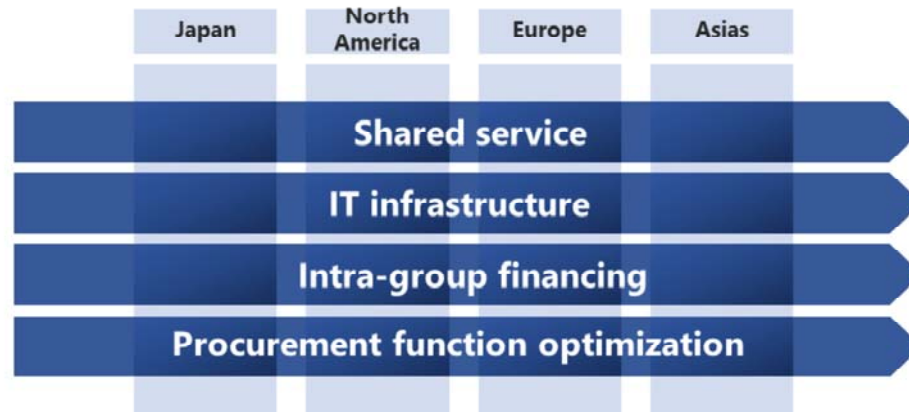 Japan
North
America
Europe
Asias
Shared service
IT infrastructure
Intra-group financing
Procurement function optimization